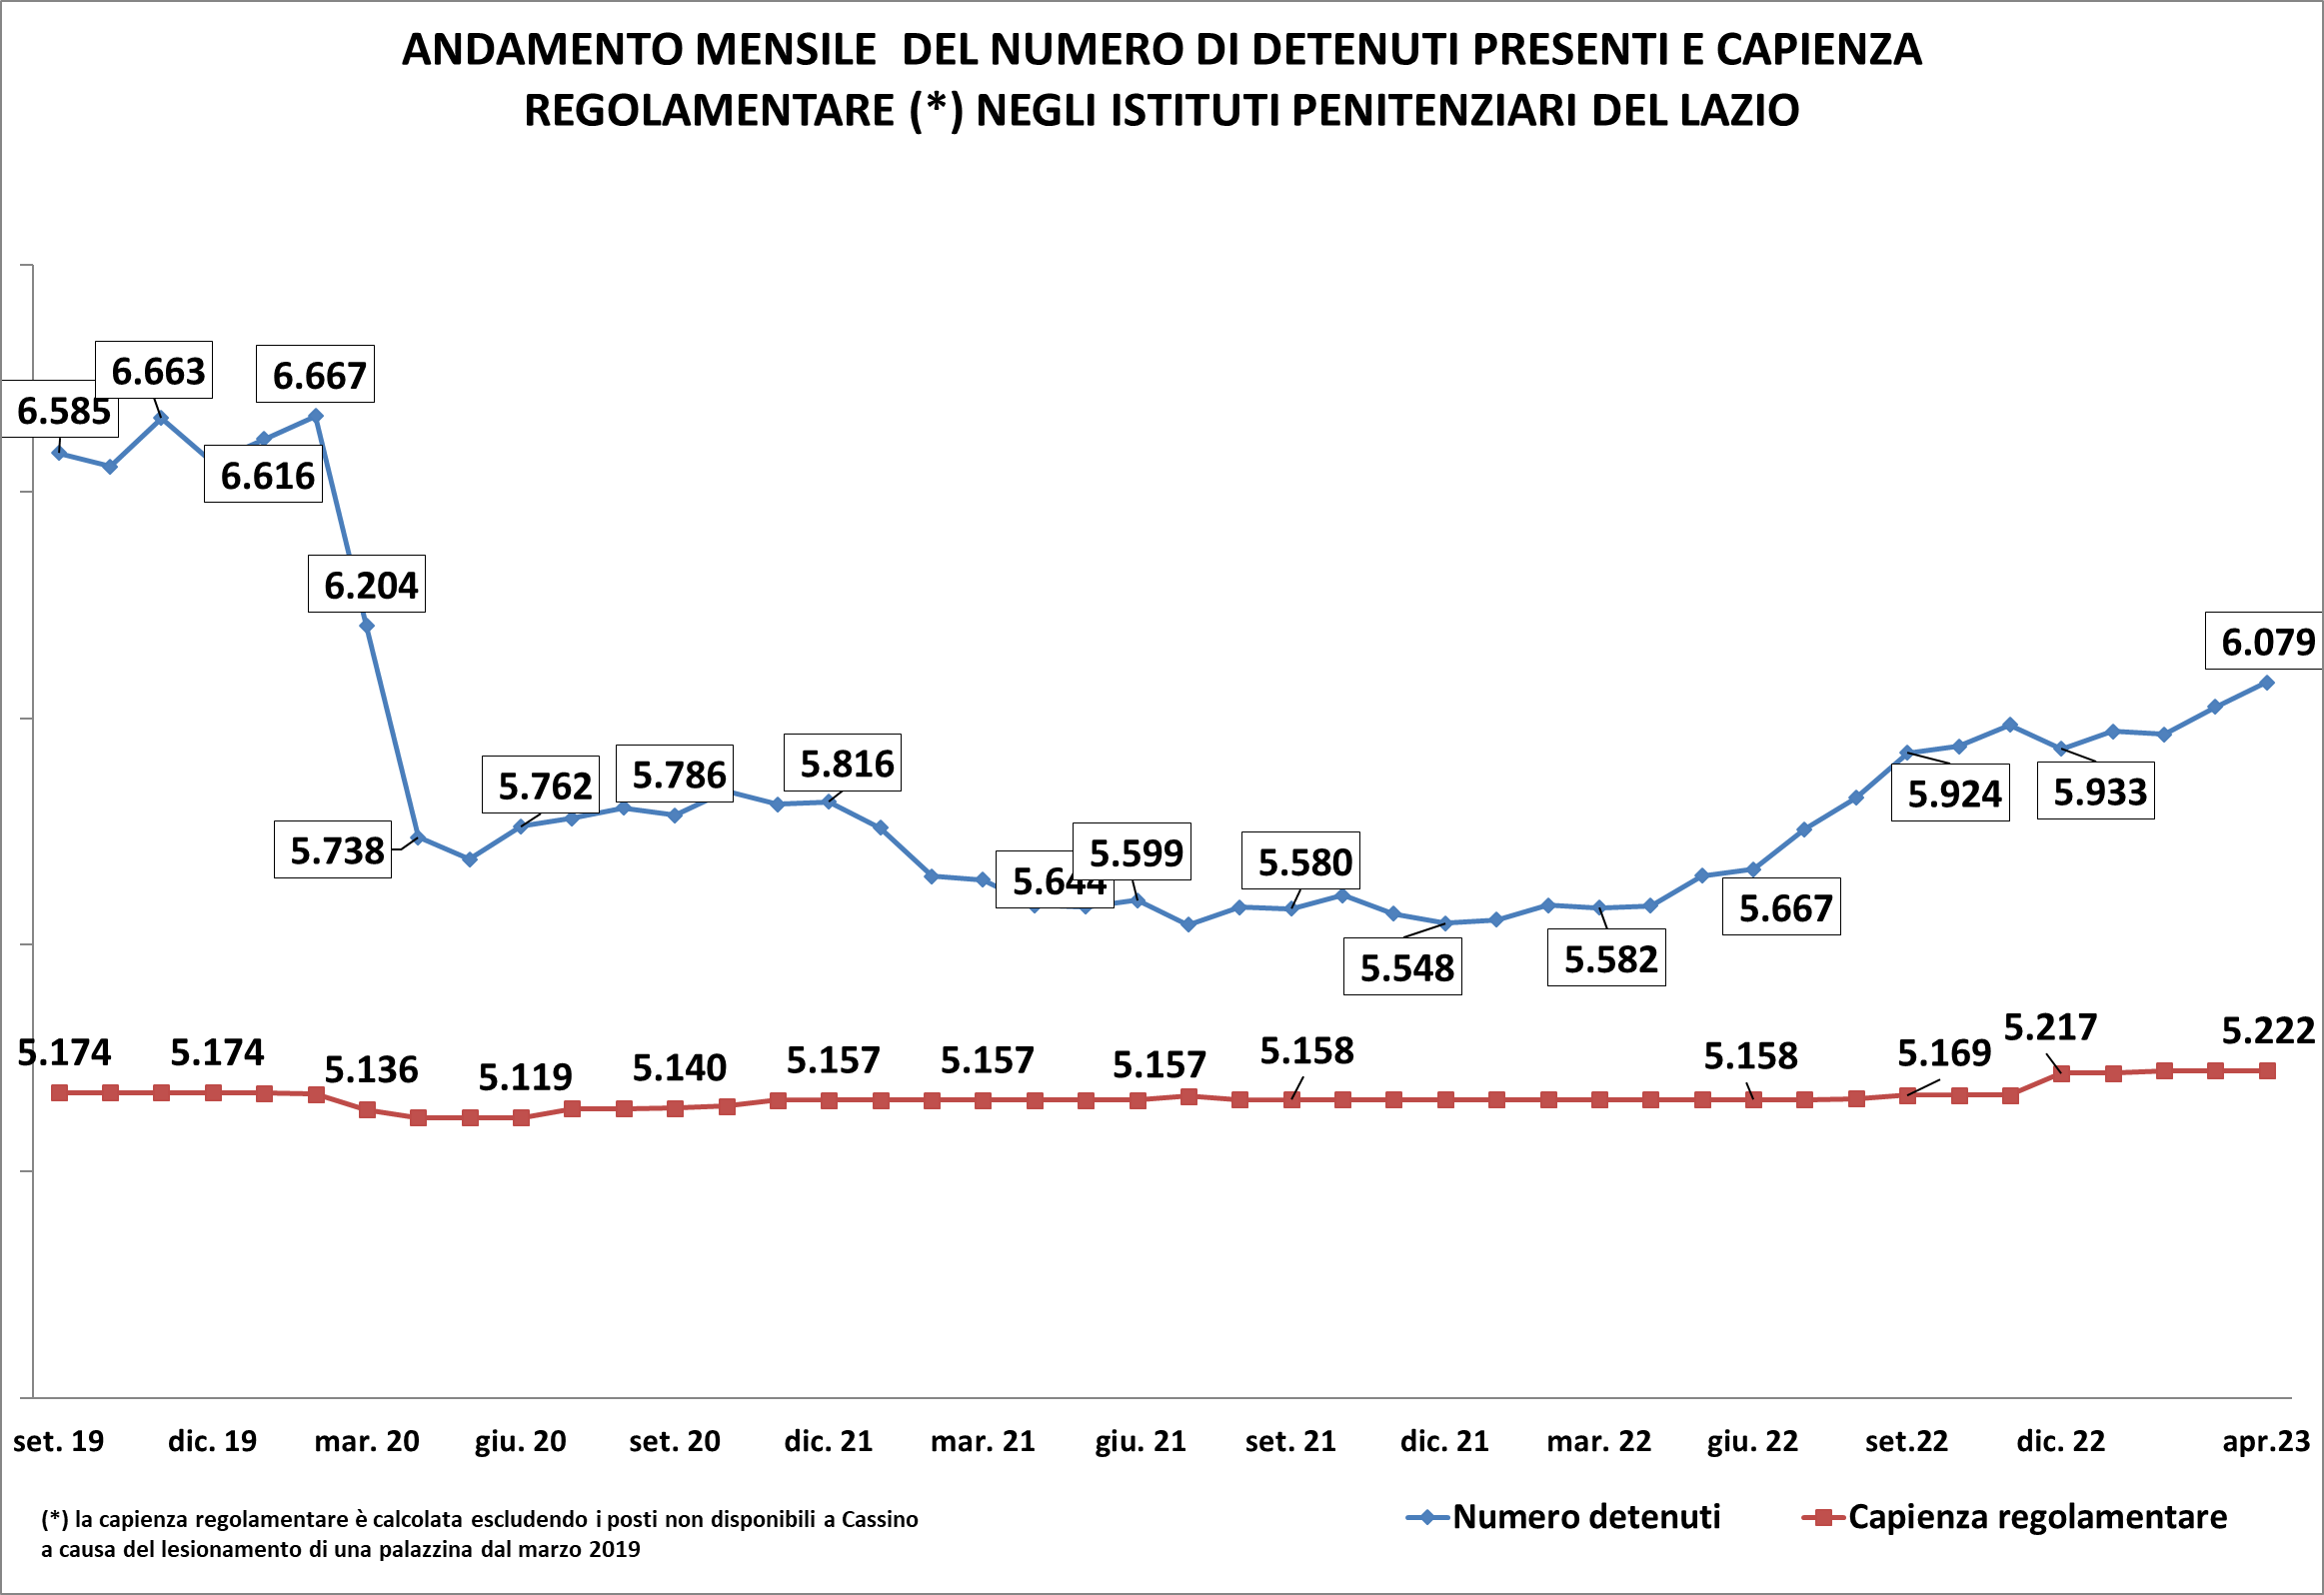 ANDAMENTO MENSILE  DEL NUMERO DI DETENUTI PRESENTI E CAPIENZA
REGOLAMENTARE (*) NEGLI ISTITUTI PENITENZIARI DEL LAZIO
6.585
6.663
6.616
6.667
6.204
5.738
5.762
5.786
5.816
5.644
5.599
5.580
5.548
5.582
5.667
5.924
5.933
6.079
5.174
5.174
5.136
5.119
5.140
5.157
5.157
5.157
5.158
5.158
5.169
5.217
5.222
set. 19
dic. 19
mar. 20
giu. 20
set. 20
dic. 21
mar. 21
giu. 21
set. 21
dic. 21
mar. 22
giu. 22
set.22
dic. 22
apr.23
Numero detenuti
Capienza regolamentare
(*) la capienza regolamentare è calcolata escludendo i posti non disponibili a Cassino
a causa del lesionamento di una palazzina dal marzo 2019